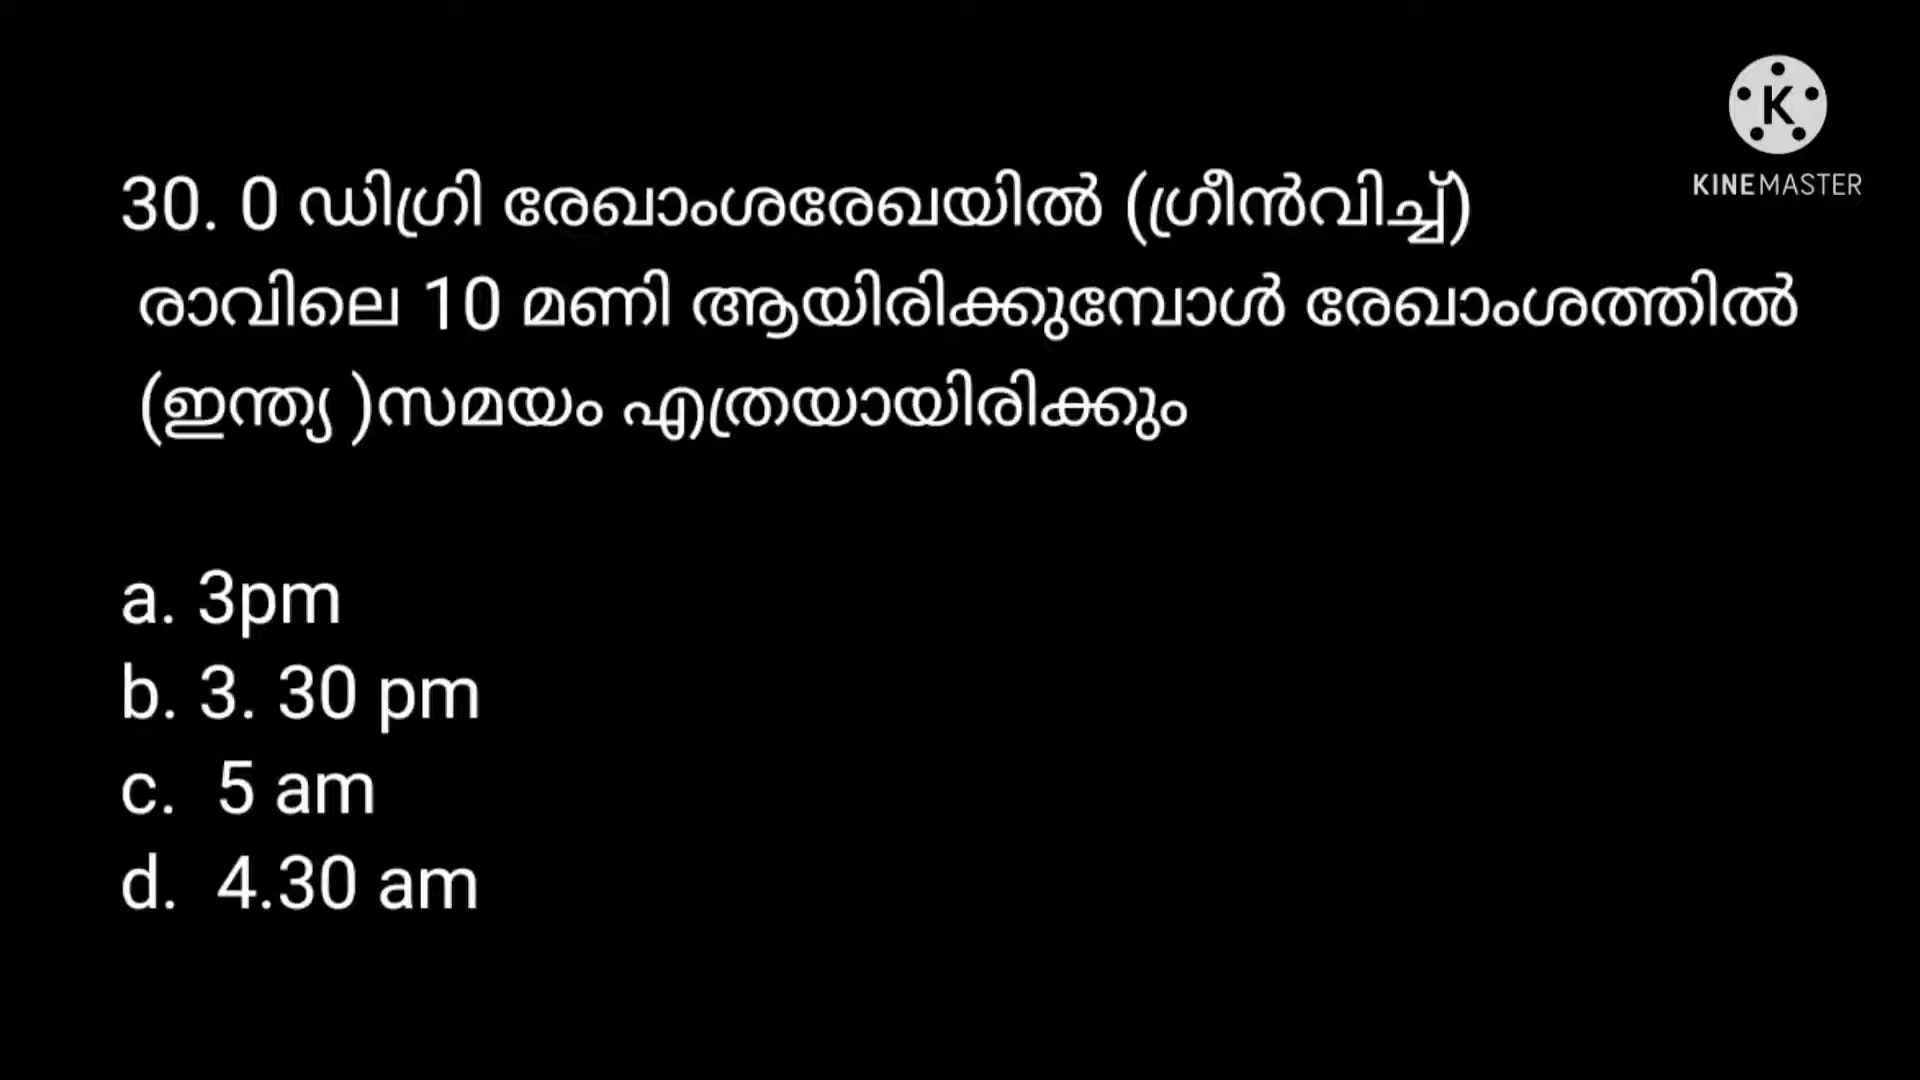 K
KINEMASTER
30. 0 ഡിഗ്രി രേഖാംശരേഖയിൽ (ഗ്രീൻവിച്ച്)
രാവിലെ 10 മണി ആയിരിക്കുമ്പോൾ രേഖാംശത്തിൽ
(ഇന്ത്യ )സമയം എത്രയായിരിക്കും
a. 3pm
b. 3. 30 pm
c. 5 am
d. 4.30 am